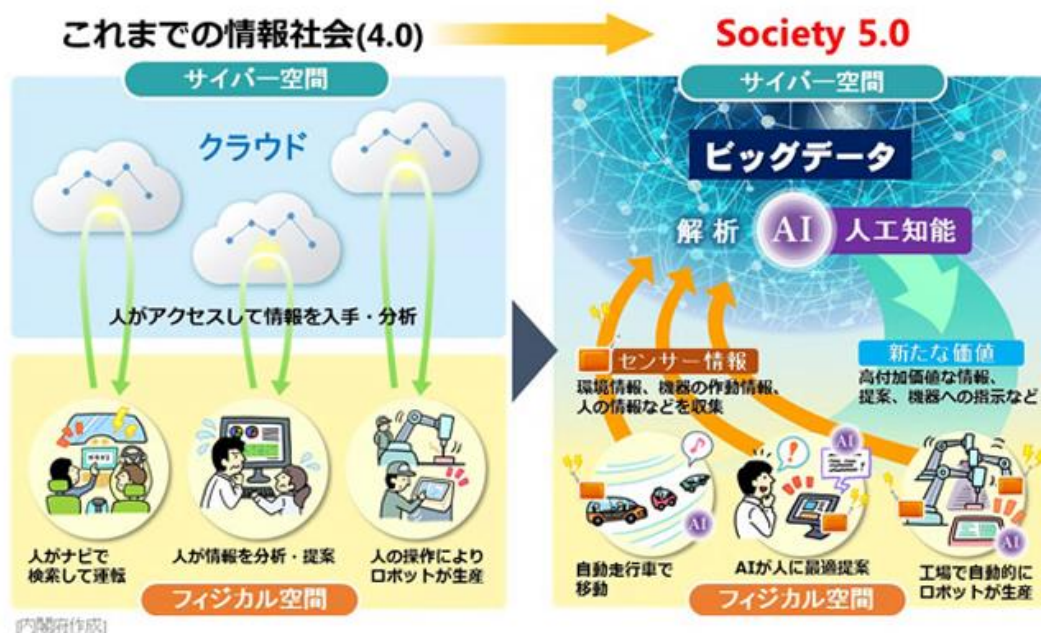 これまでの情報社会(4.0)
Society 5.0
サイバー空間
クラウド
人がアクセスして情報を入手・分析
人がナビで
検索して運転
人が情報を分析・提案
人の操作により
ロボットが生産
フィジカル空間
サイバー空間
ビッグデータ
解析
AI
人工知能
センサー情報
環境情報、機器の作動情報、
人の情報などを収集
新たな価値
高付加価値な情報、
提案、機器への指示など
AI
AI
AI
自動走行車で
移動
AIが人に最適提案
工場で自動的に
ロボットが生産
フィジカル空間
[内閣府作成]